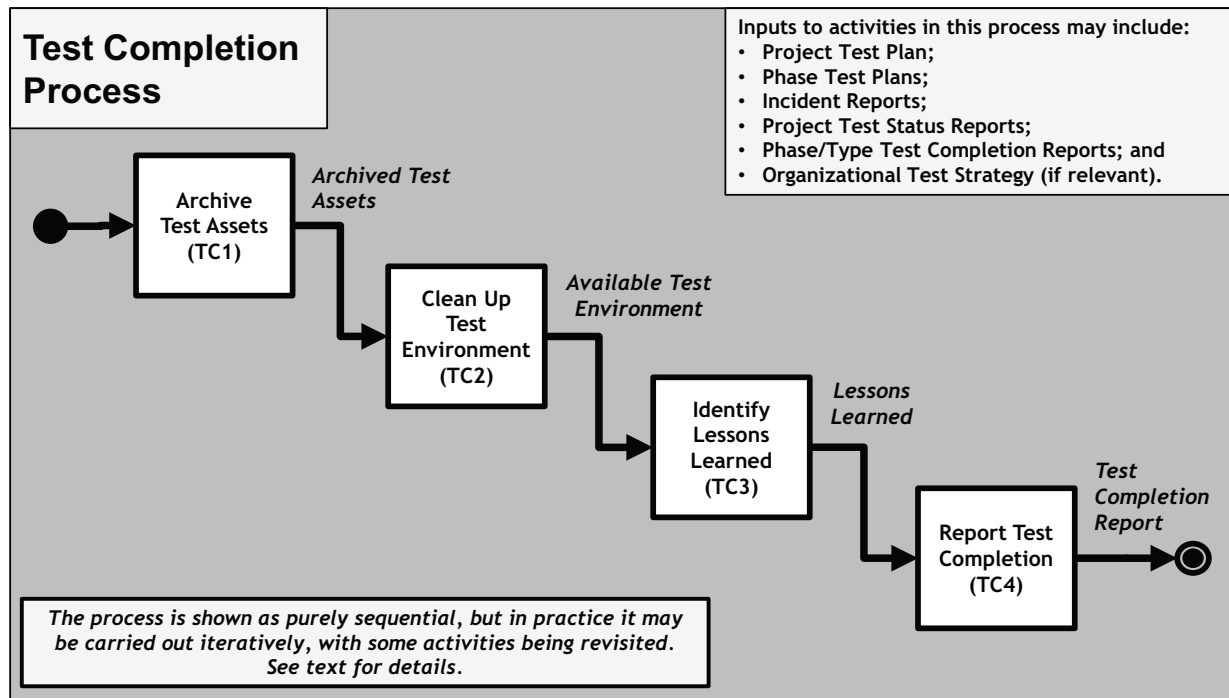 Test Completion
Process
Inputs to activities in this process may include:
• Project Test Plan;
• Phase Test Plans;
• Incident Reports;
• Project Test Status Reports;
• Phase/Type Test Completion Reports; and
• Organizational Test Strategy (if relevant).
Archive
Test Assets
(TC1)
Archived Test
Assets
Clean Up
Test
Environment
(TC2)
Available Test
Environment
Identify
Lessons
Learned
(TC3)
Lessons
Learned
Report Test
Completion
(TC4)
Test
Completion
Report
The process is shown as purely sequential, but in practice it may
be carried out iteratively, with some activities being revisited.
See text for details.